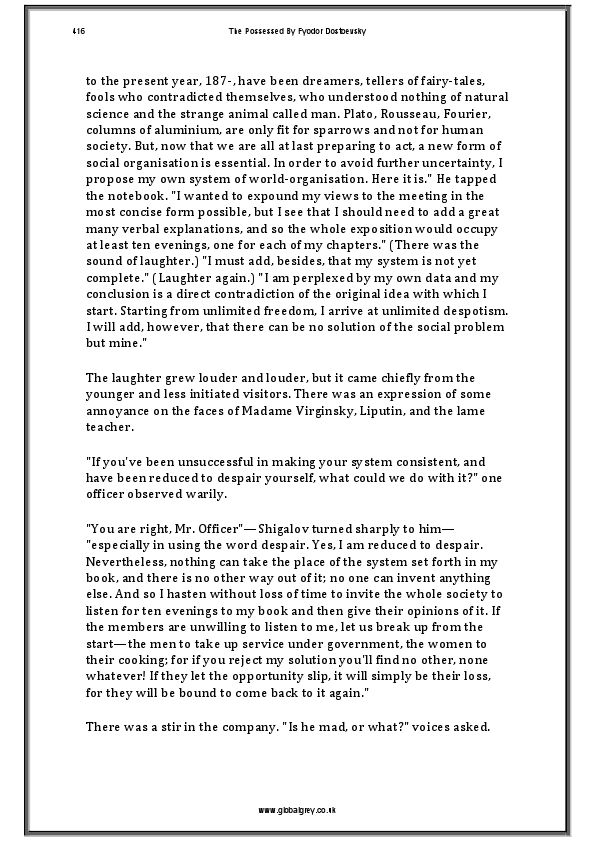 416
The Possessed By Fyodor Dostoevsky
to the present year, 187-, have been dreamers, tellers of fairy-tales,
fools who contradicted themselves, who understood nothing of natural
science and the strange animal called man. Plato, Rousseau, Fourier,
columns of aluminium, are only fit for sparrows and not for human
society. But, now that we are all at last preparing to act, a new form of
social organisation is essential. In order to avoid further uncertainty, I
propose my own system of world-organisation. Here it is." He tapped
the notebook. "I wanted to expound my views to the meeting in the
most concise form possible, but I see that I should need to add a great
many verbal explanations, and so the whole exposition would occupy
at least ten evenings, one for each of my chapters." (There was the
sound of laughter.) "I must add, besides, that my system is not yet
complete." (Laughter again.) "I am perplexed by my own data and my
conclusion is a direct contradiction of the original idea with which I
start. Starting from unlimited freedom, I arrive at unlimited despotism.
I will add, however, that there can be no solution of the social problem
but mine."
The laughter grew louder and louder, but it came chiefly from the
younger and less initiated visitors. There was an expression of some
annoyance on the faces of Madame Virginsky, Liputin, and the lame
teacher.
"If you've been unsuccessful in making your system consistent, and
have been reduced to despair yourself, what could we do with it?" one
officer observed warily.
"You are right, Mr. Officer"—Shigalov turned sharply to him—
"especially in using the word despair. Yes, I am reduced to despair.
Nevertheless, nothing can take the place of the system set forth in my
book, and there is no other way out of it; no one can invent anything
else. And so I hasten without loss of time to invite the whole society to
listen for ten evenings to my book and then give their opinions of it. If
the members are unwilling to listen to me, let us break up from the
start—the men to take up service under government, the women to
their cooking; for if you reject my solution you'll find no other, none
whatever! If they let the opportunity slip, it will simply be their loss,
for they will be bound to come back to it again."
There was a stir in the company. "Is he mad, or what?" voices asked.
www.globalgrey.co.uk